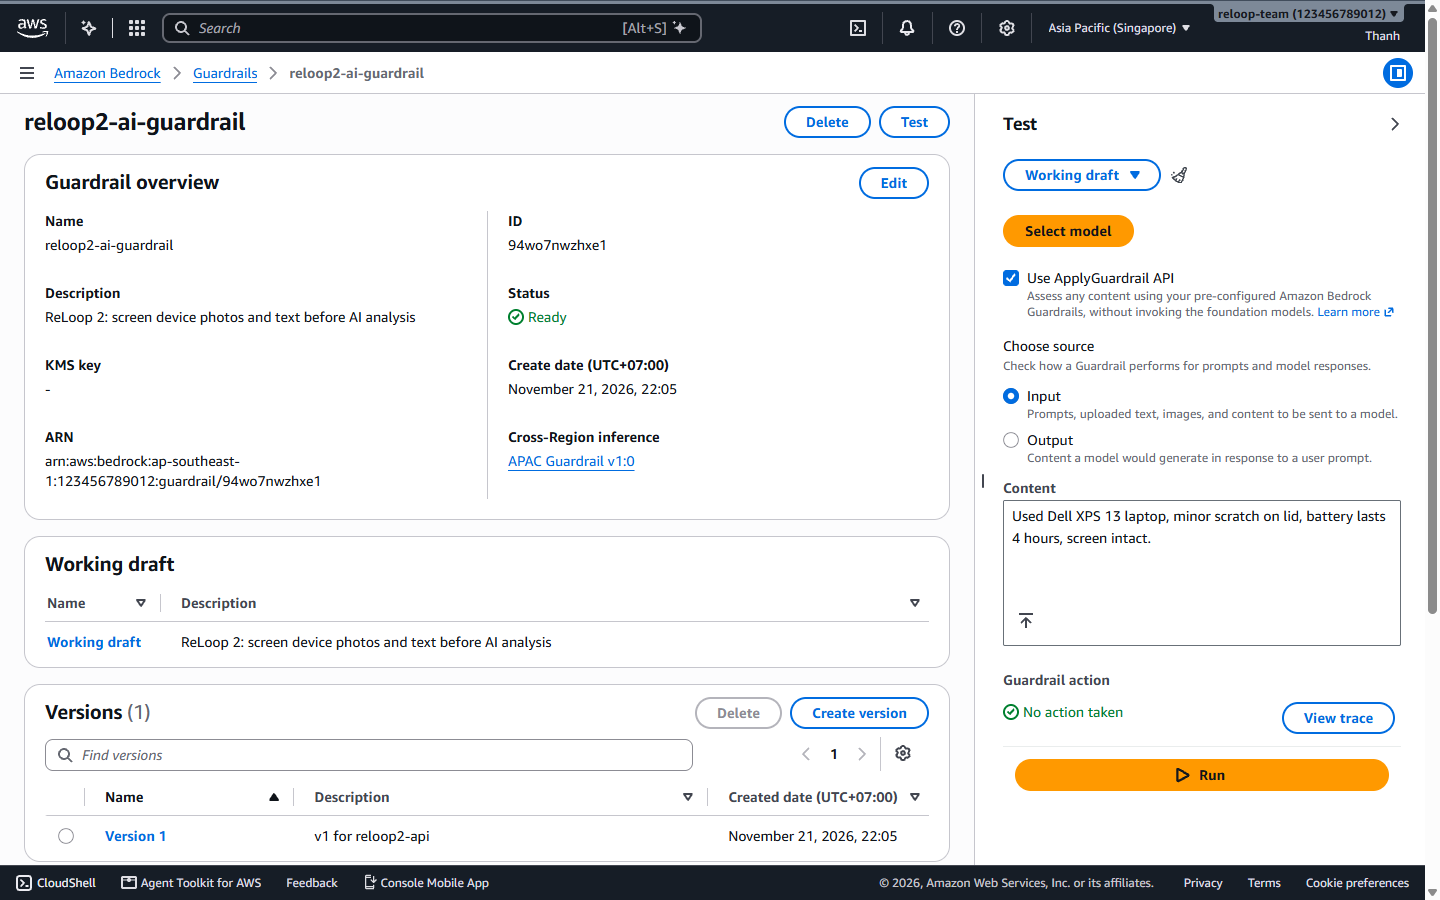 aws
Search
[Alt+S]
Asia Pacific (Singapore)
reloop-team (123456789012)
Thanh
Amazon Bedrock
Guardrails
reloop2-ai-guardrail
reloop2-ai-guardrail
Delete
Test
Guardrail overview
Edit
Name
reloop2-ai-guardrail
ID
94wo7nwzhxe1
Description
ReLoop 2: screen device photos and text before AI analysis
Status
Ready
KMS key
-
Create date (UTC+07:00)
November 21, 2026, 22:05
ARN
arn:aws:bedrock:ap-southeast-
1:123456789012:guardrail/94wo7nwzhxe1
Cross-Region inference
APAC Guardrail v1:0
Working draft
Name
Description
Working draft
ReLoop 2: screen device photos and text before AI analysis
Versions (1)
Delete
Create version
Find versions
1
Name
Description
Created date (UTC+07:00)
Version 1
v1 for reloop2-api
November 21, 2026, 22:05
Test
Working draft
Select model
Use ApplyGuardrail API
Assess any content using your pre-configured Amazon Bedrock
Guardrails, without invoking the foundation models. Learn more
Choose source
Check how a Guardrail performs for prompts and model responses.
Input
Prompts, uploaded text, images, and content to be sent to a model.
Output
Content a model would generate in response to a user prompt.
Content
Used Dell XPS 13 laptop, minor scratch on lid, battery lasts
4 hours, screen intact.
Guardrail action
No action taken
View trace
Run
CloudShell
Agent Toolkit for AWS
Feedback
Console Mobile App
© 2026, Amazon Web Services, Inc. or its affiliates.
Privacy
Terms
Cookie preferences